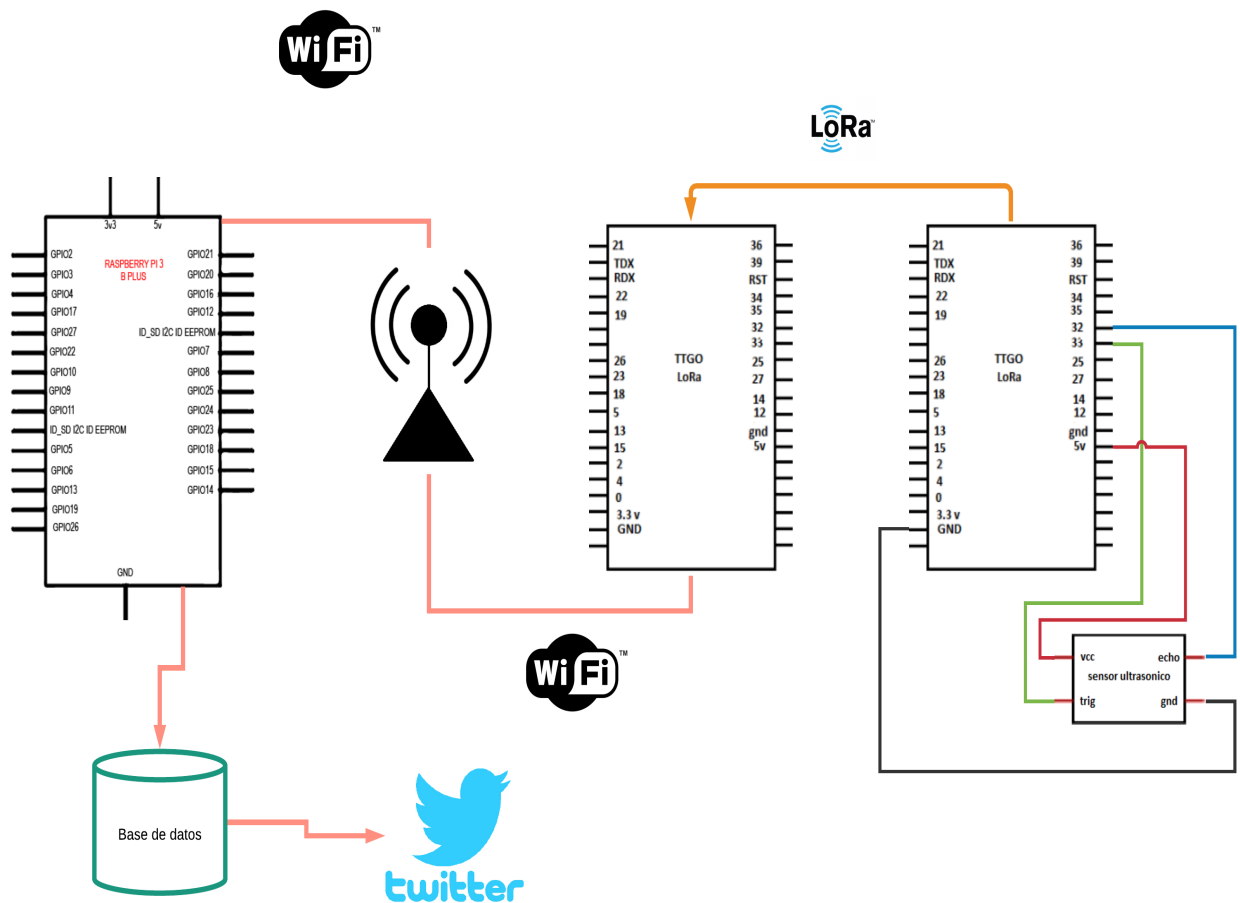 WiFi™
LoRa™
3v3
5v
RASPBERRY PI 3
B PLUS
GPIO2
GPIO3
GPIO4
GPIO17
GPIO27
GPIO22
GPIO10
GPIO9
GPIO11
ID_SD I2C ID EEPROM
GPIO5
GPIO6
GPIO13
GPIO19
GPIO26
GPIO21
GPIO20
GPIO16
GPIO12
ID_SD I2C ID EEPROM
GPIO7
GPIO8
GPIO25
GPIO24
GPIO23
GPIO18
GPIO15
GPIO14
GND
21
TDX
RDX
22
19
26
23
18
5
13
15
2
4
0
3.3 v
GND
TTGO
LoRa
36
39
RST
34
35
32
33
25
27
14
12
gnd
5v
21
TDX
RDX
22
19
26
23
18
5
13
15
2
4
0
3.3 v
GND
TTGO
LoRa
36
39
RST
34
35
32
33
25
27
14
12
gnd
5v
WiFi™
vcc
echo
sensor ultrasonico
trig
gnd
Base de datos
twitter